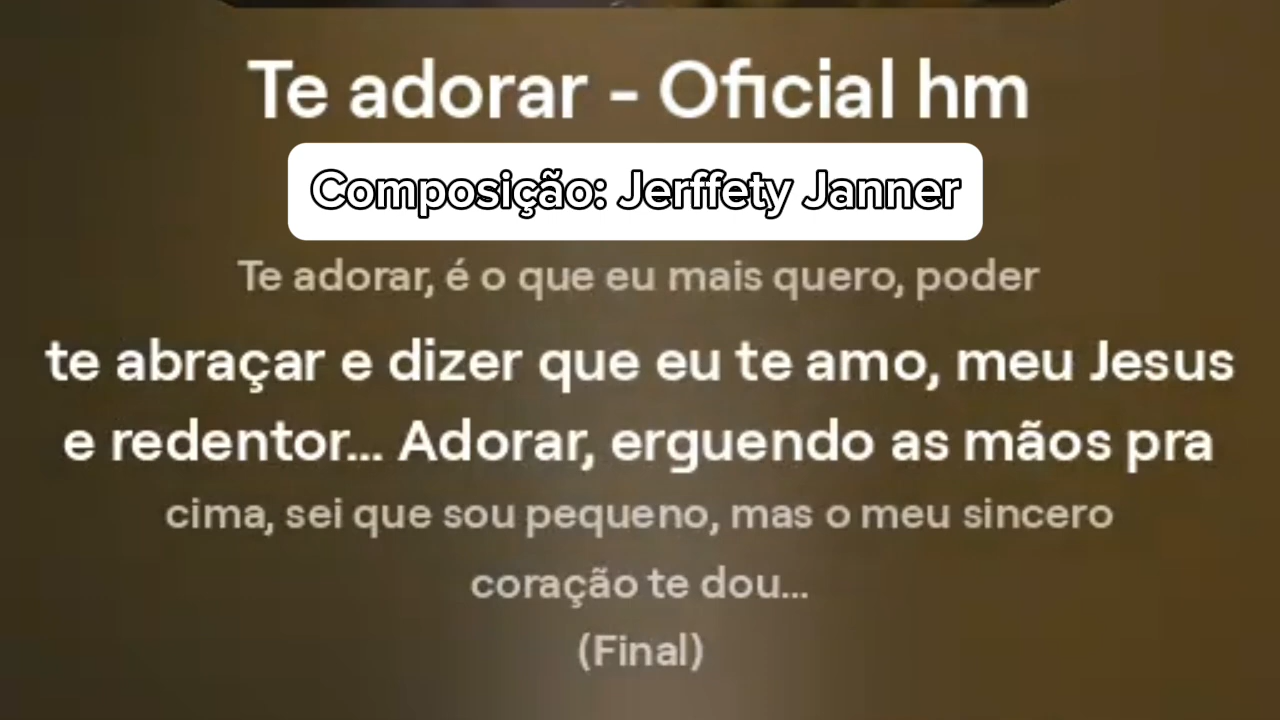 Te adorar - Oficial hm
Composição: Jerffety Janner
Te adorar, é o que eu mais quero, poder
te abraçar e dizer que eu te amo, meu Jesus
e redentor... Adorar, erguendo as mãos pra
cima, sei que sou pequeno, mas o meu sincero
coração te dou...
(Final)